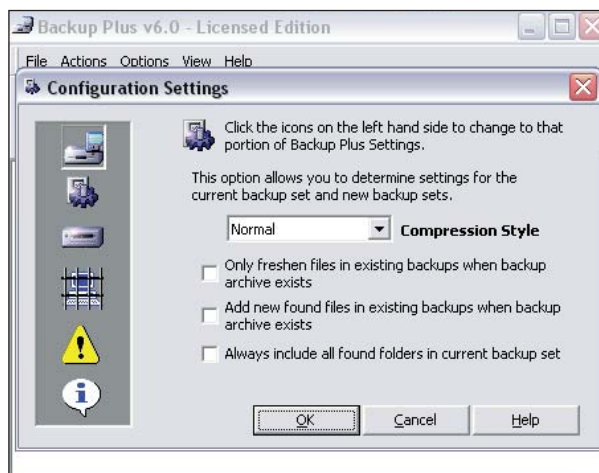 Backup Plus v6.0 - Licensed Edition
File Actions Options View Help
Configuration Settings
Click the icons on the left hand side to change to that
portion of Backup Plus Settings.
This option allows you to determine settings for the
current backup set and new backup sets.
Normal
Compression Style
Only freshen files in existing backups when backup
archive exists
Add new found files in existing backups when backup
archive exists
Always include all found folders in current backup set
OK
Cancel
Help